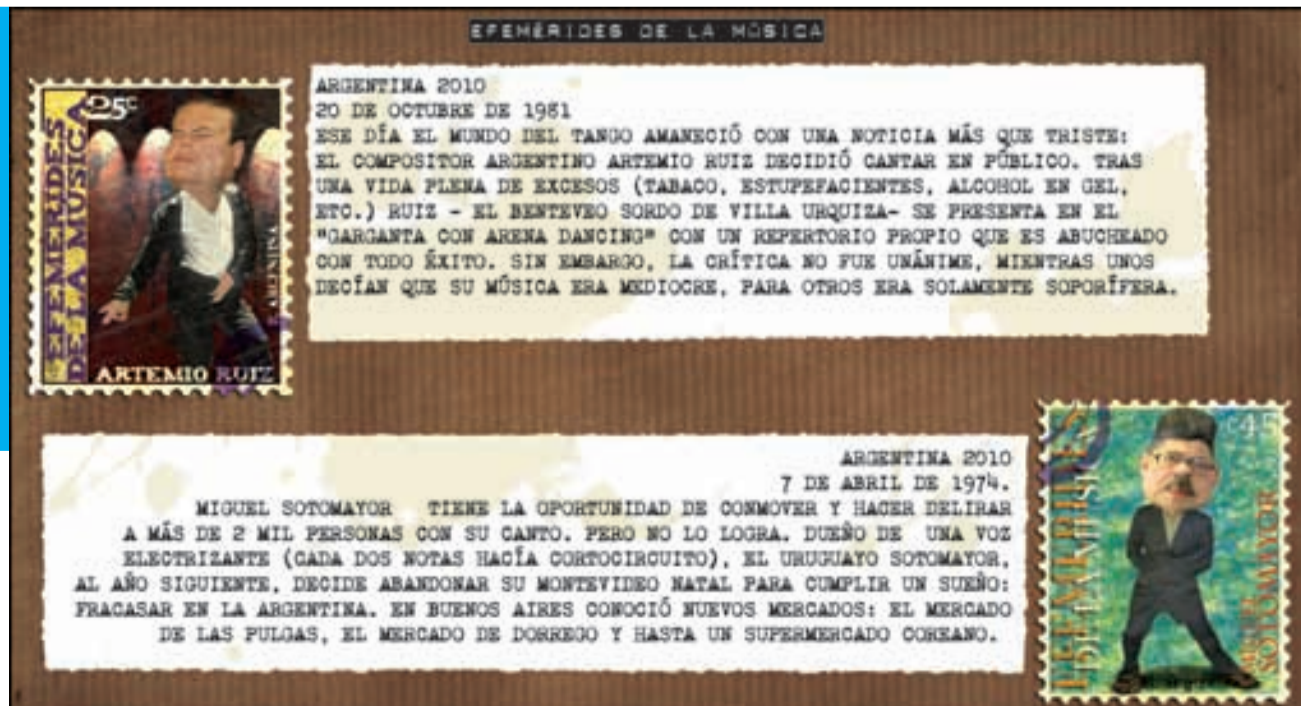 EFEMÉRIDES DE LA MÚSICA
25c
EFEMÉRIDES
DE LA MÚSICA
ARGENTINA
ARTEMIO RUIZ
ARGENTINA 2010
20 DE OCTUBRE DE 1981
ESE DÍA EL MUNDO DEL TANGO AMANECIÓ CON UNA NOTICIA MÁS QUE TRISTE:
EL COMPOSITOR ARGENTINO ARTEMIO RUIZ DECIDIÓ CANTAR EN PÚBLICO. TRAS
UNA VIDA PLENA DE EXCESOS (TABACO, ESTUPEFACIENTES, ALCOHOL EN GEL,
ETC.) RUIZ - EL BENTEVEO SORDO DE VILLA URQUIZA- SE PRESENTA EN EL
"GARGANTA CON ARENA DANCING" CON UN REPERTORIO PROPIO QUE ES ABUCHEADO
CON TODO ÉXITO. SIN EMBARGO, LA CRÍTICA NO FUE UNÁNIME, MIENTRAS UNOS
DECÍAN QUE SU MÚSICA ERA MEDIOCRE, PARA OTROS ERA SOLAMENTE SOPORÍFERA.
ARGENTINA 2010
7 DE ABRIL DE 1974.
MIGUEL SOTOMAYOR TIENE LA OPORTUNIDAD DE CONMOVER Y HACER DELIRAR
A MÁS DE 2 MIL PERSONAS CON SU CANTO. PERO NO LO LOGRA. DUEÑO DE UNA VOZ
ELECTRIZANTE (CADA DOS NOTAS HACÍA CORTOCIRCUITO), EL URUGUAYO SOTOMAYOR,
AL AÑO SIGUIENTE, DECIDE ABANDONAR SU MONTEVIDEO NATAL PARA CUMPLIR UN SUEÑO:
FRACASAR EN LA ARGENTINA. EN BUENOS AIRES CONOCIÓ NUEVOS MERCADOS: EL MERCADO
DE LAS PULGAS, EL MERCADO DE DORREGO Y HASTA UN SUPERMERCADO COREANO.
c45
EFEMÉRIDES
DE LA MÚSICA
MIGUEL
SOTOMAYOR